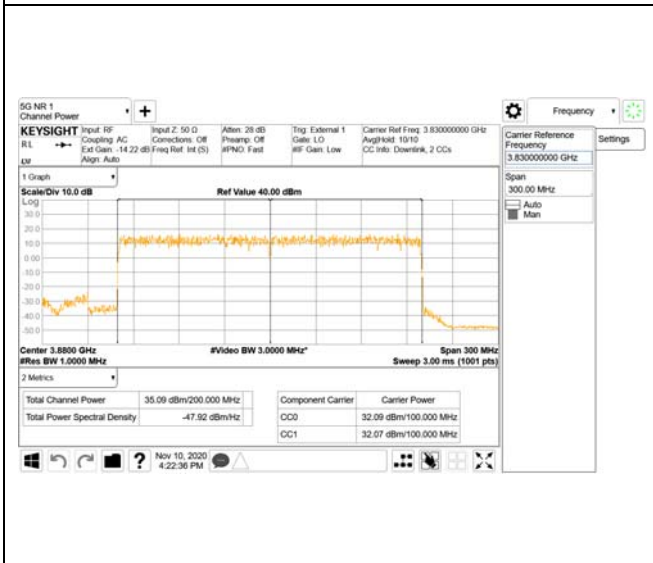 5G NR 1
Channel Power
Frequency
KEYSIGHT
RL
Input: RF
Coupling: AC
Ext Gain: -14.22 dB
Align: Auto
Input Z: 50 Ω
Corrections: Off
Freq Ref: Int (S)
Atten: 28 dB
Preamp: Off
#PNO: Fast
Trig: External 1
Gate: LO
#IF Gain: Low
Carrier Ref Freq: 3.830000000 GHz
Avg|Hold: 10/10
CC Info: Downlink, 2 CCs
Carrier Reference
Frequency
3.830000000 GHz
Settings
Span
300.00 MHz
Auto
Man
1 Graph
Scale/Div 10.0 dB
Ref Value 40.00 dBm
Log
30.0
20.0
10.0
0.00
-10.0
-20.0
-30.0
-40.0
-50.0
Center 3.8800 GHz
#Video BW 3.0000 MHz*
Span 300 MHz
#Res BW 1.0000 MHz
Sweep 3.00 ms (1001 pts)
2 Metrics
Total Channel Power 35.09 dBm/200.000 MHz
Total Power Spectral Density -47.92 dBm/Hz
Component Carrier Carrier Power
CC0 32.09 dBm/100.000 MHz
CC1 32.07 dBm/100.000 MHz
Nov 10, 2020
4:22:36 PM